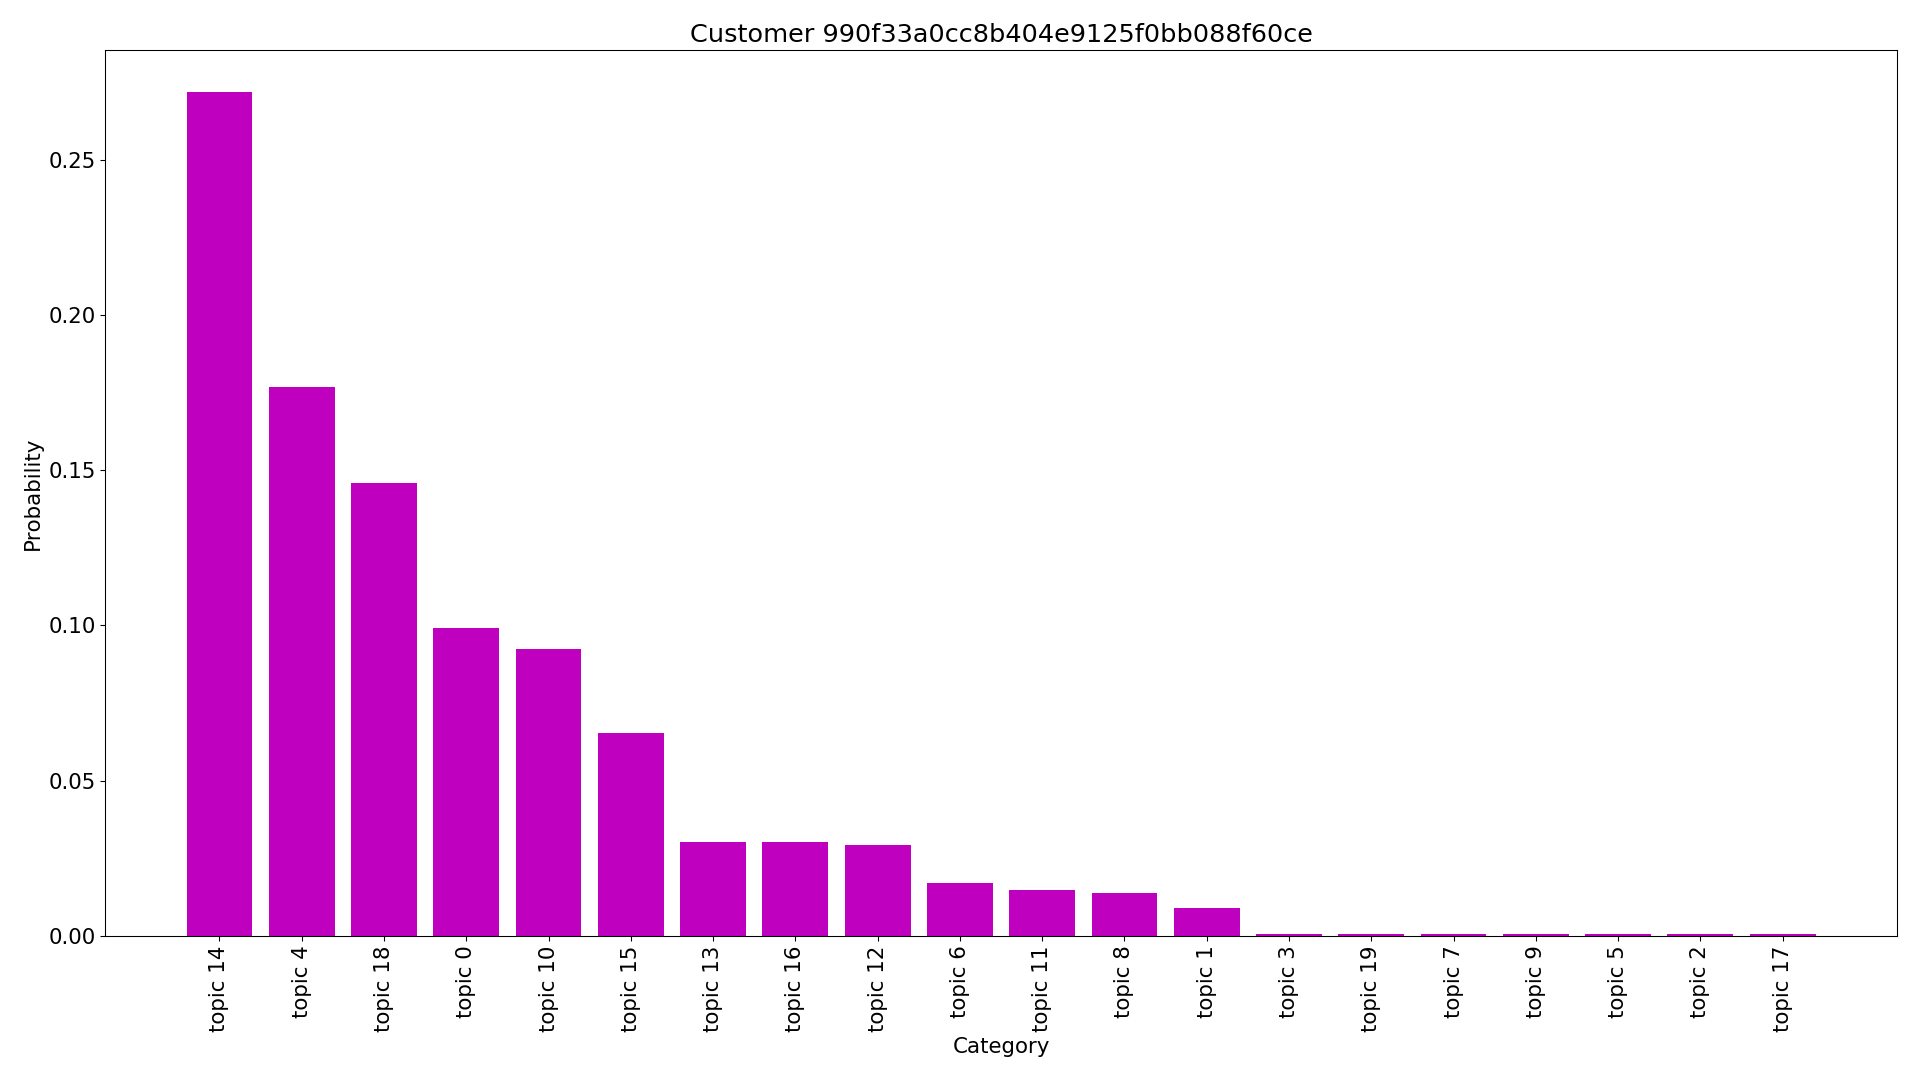 Customer 990f33a0cc8b404e9125f0bb088f60ce
Probability
0.25
0.20
0.15
0.10
0.05
0.00
topic 14
topic 4
topic 18
topic 0
topic 10
topic 15
topic 13
topic 16
topic 12
topic 6
topic 11
topic 8
topic 1
topic 3
topic 19
topic 7
topic 9
topic 5
topic 2
topic 17
Category